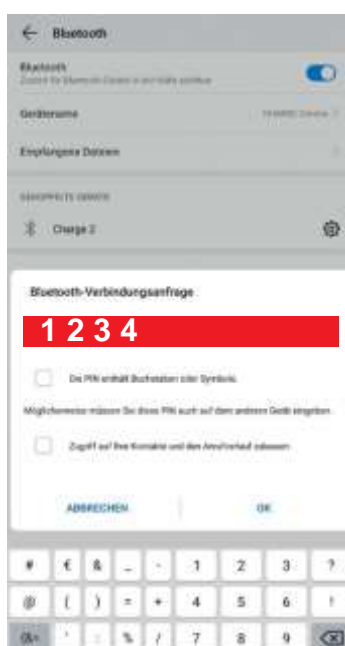 ← Bluetooth
Bluetooth
Gerätename
Empfangene Dateien
GEKOPPELTE GERÄTE
Charge 2
Bluetooth-Verbindungsanfrage
1 2 3 4
Die PIN enthält Buchstaben oder Symbole.
Möglicherweise müssen Sie diese PIN auch auf dem anderen Gerät eingeben.
Zugriff auf Ihre Kontakte und den Anrufverlauf zulassen
ABBRECHEN OK
# € & _ - 1 2 3 ?
@ ( ) = + 4 5 6 !
% / 7 8 9